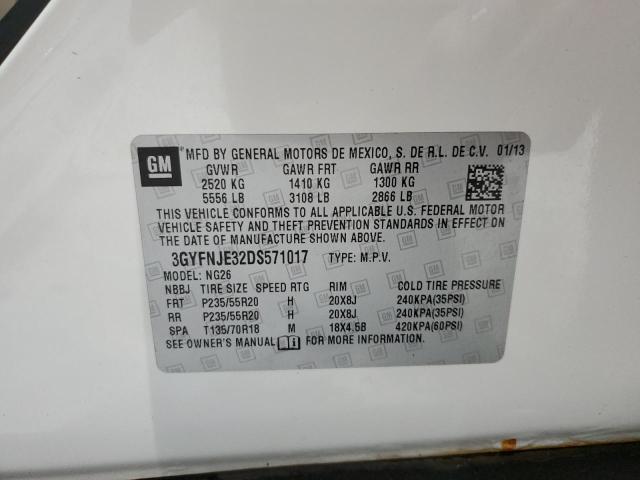 GM
MFD BY GENERAL MOTORS DE MEXICO, S. DE R.L. DE C.V. 01/13
GVWR GAWR FRT GAWR RR
2520 KG 1410 KG 1300 KG
5556 LB 3108 LB 2866 LB
THIS VEHICLE CONFORMS TO ALL APPLICABLE U.S. FEDERAL MOTOR
VEHICLE SAFETY AND THEFT PREVENTION STANDARDS IN EFFECT ON
THE DATE OF MANUFACTURE SHOWN ABOVE.
3GYFNJE32DS571017 TYPE: M.P.V.
MODEL: NG26
NBBJ TIRE SIZE SPEED RTG RIM COLD TIRE PRESSURE
FRT P235/55R20 H 20X8J 240KPA(35PSI)
RR P235/55R20 H 20X8J 240KPA(35PSI)
SPA T135/70R18 M 18X4.5B 420KPA(60PSI)
SEE OWNER'S MANUAL FOR MORE INFORMATION.